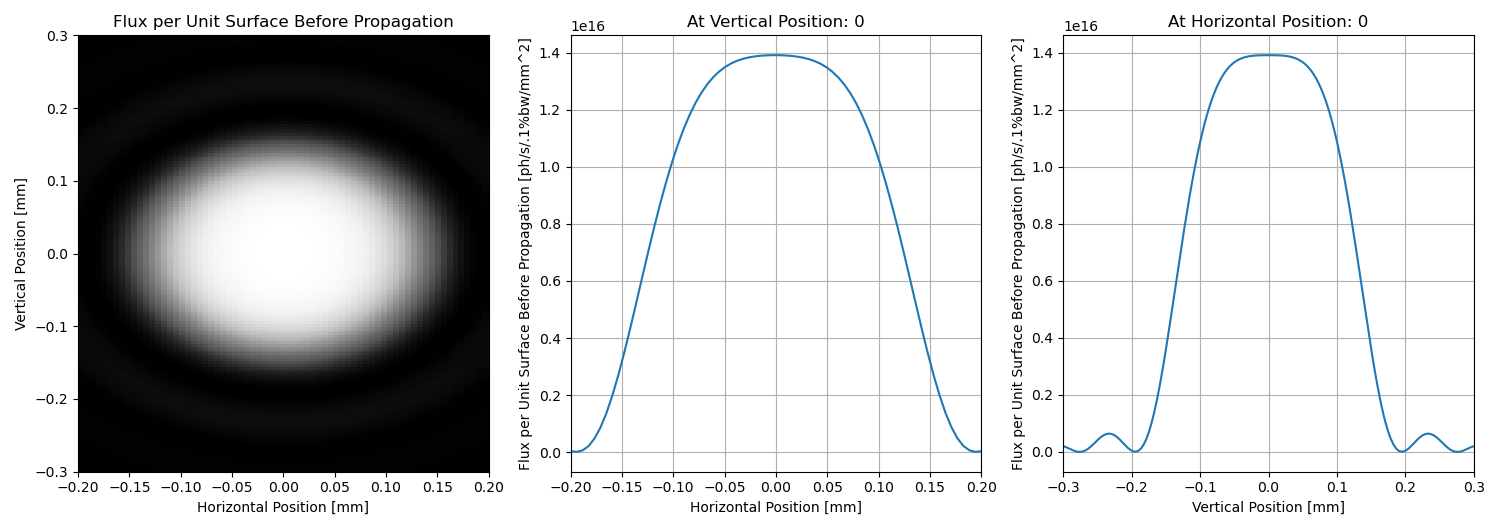 Flux per Unit Surface Before Propagation
0.3
0.2
0.1
0.0
−0.1
−0.2
−0.3
Vertical Position [mm]
−0.20 −0.15 −0.10 −0.05 0.00 0.05 0.10 0.15 0.20
Horizontal Position [mm]
At Vertical Position: 0
1e16
1.4
1.2
1.0
0.8
0.6
0.4
0.2
0.0
Flux per Unit Surface Before Propagation [ph/s/.1%bw/mm^2]
−0.20 −0.15 −0.10 −0.05 0.00 0.05 0.10 0.15 0.20
Horizontal Position [mm]
At Horizontal Position: 0
1e16
1.4
1.2
1.0
0.8
0.6
0.4
0.2
0.0
Flux per Unit Surface Before Propagation [ph/s/.1%bw/mm^2]
−0.3 −0.2 −0.1 0.0 0.1 0.2 0.3
Vertical Position [mm]